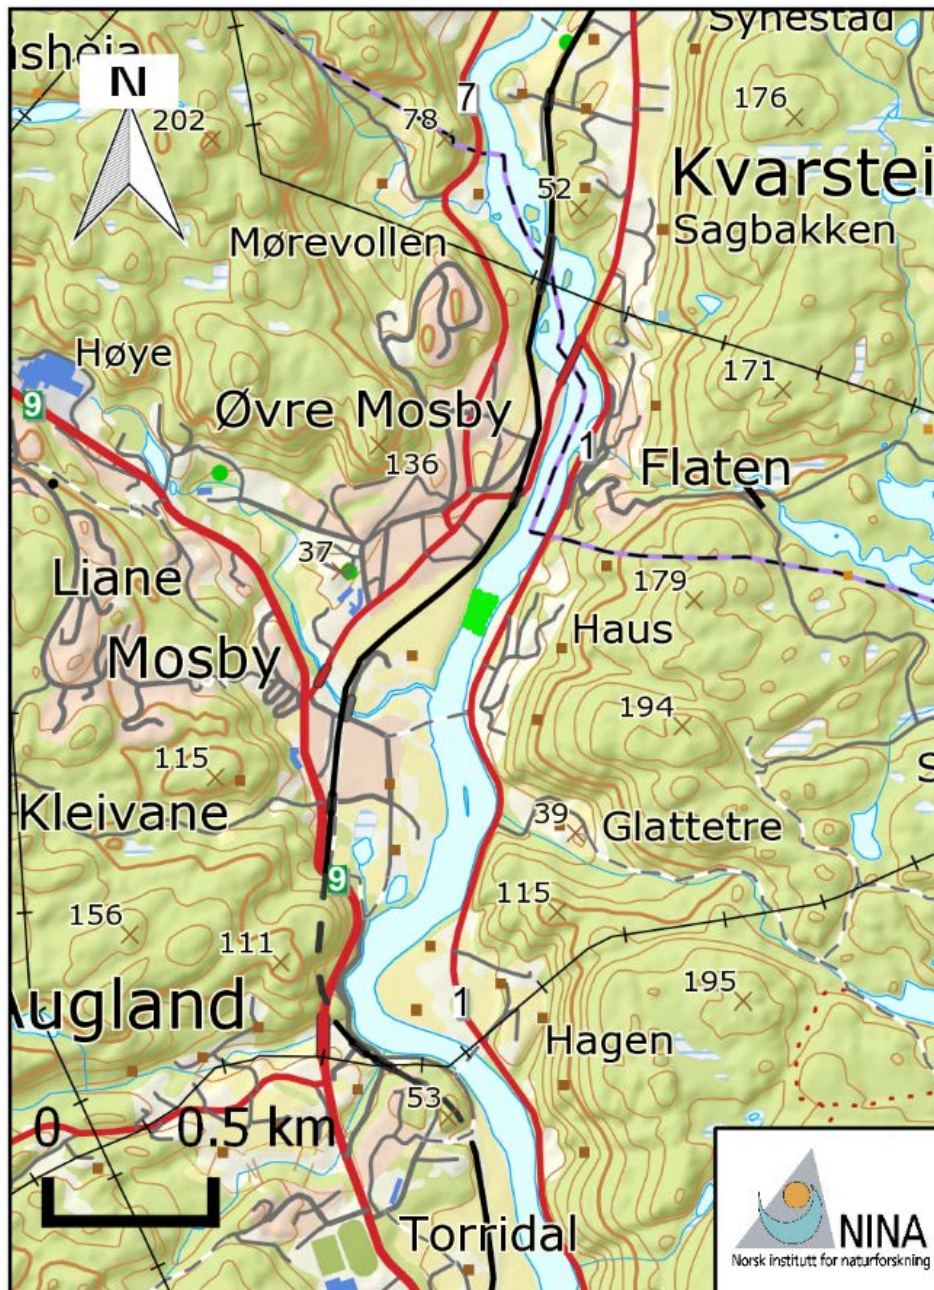 Synestad
åsheia
N
202
78
7
176
52
Kvarstei
Sagbakken
Mørevollen
Høye
9
171
Øvre Mosby
136
1
Flaten
37
Liane
179
Haus
Mosby
194
115
S
Kleivane
39
Glattetre
9
156
115
111
195
Augland
1
Hagen
53
0 0.5 km
Torridal
NINA
Norsk institutt for naturforskning